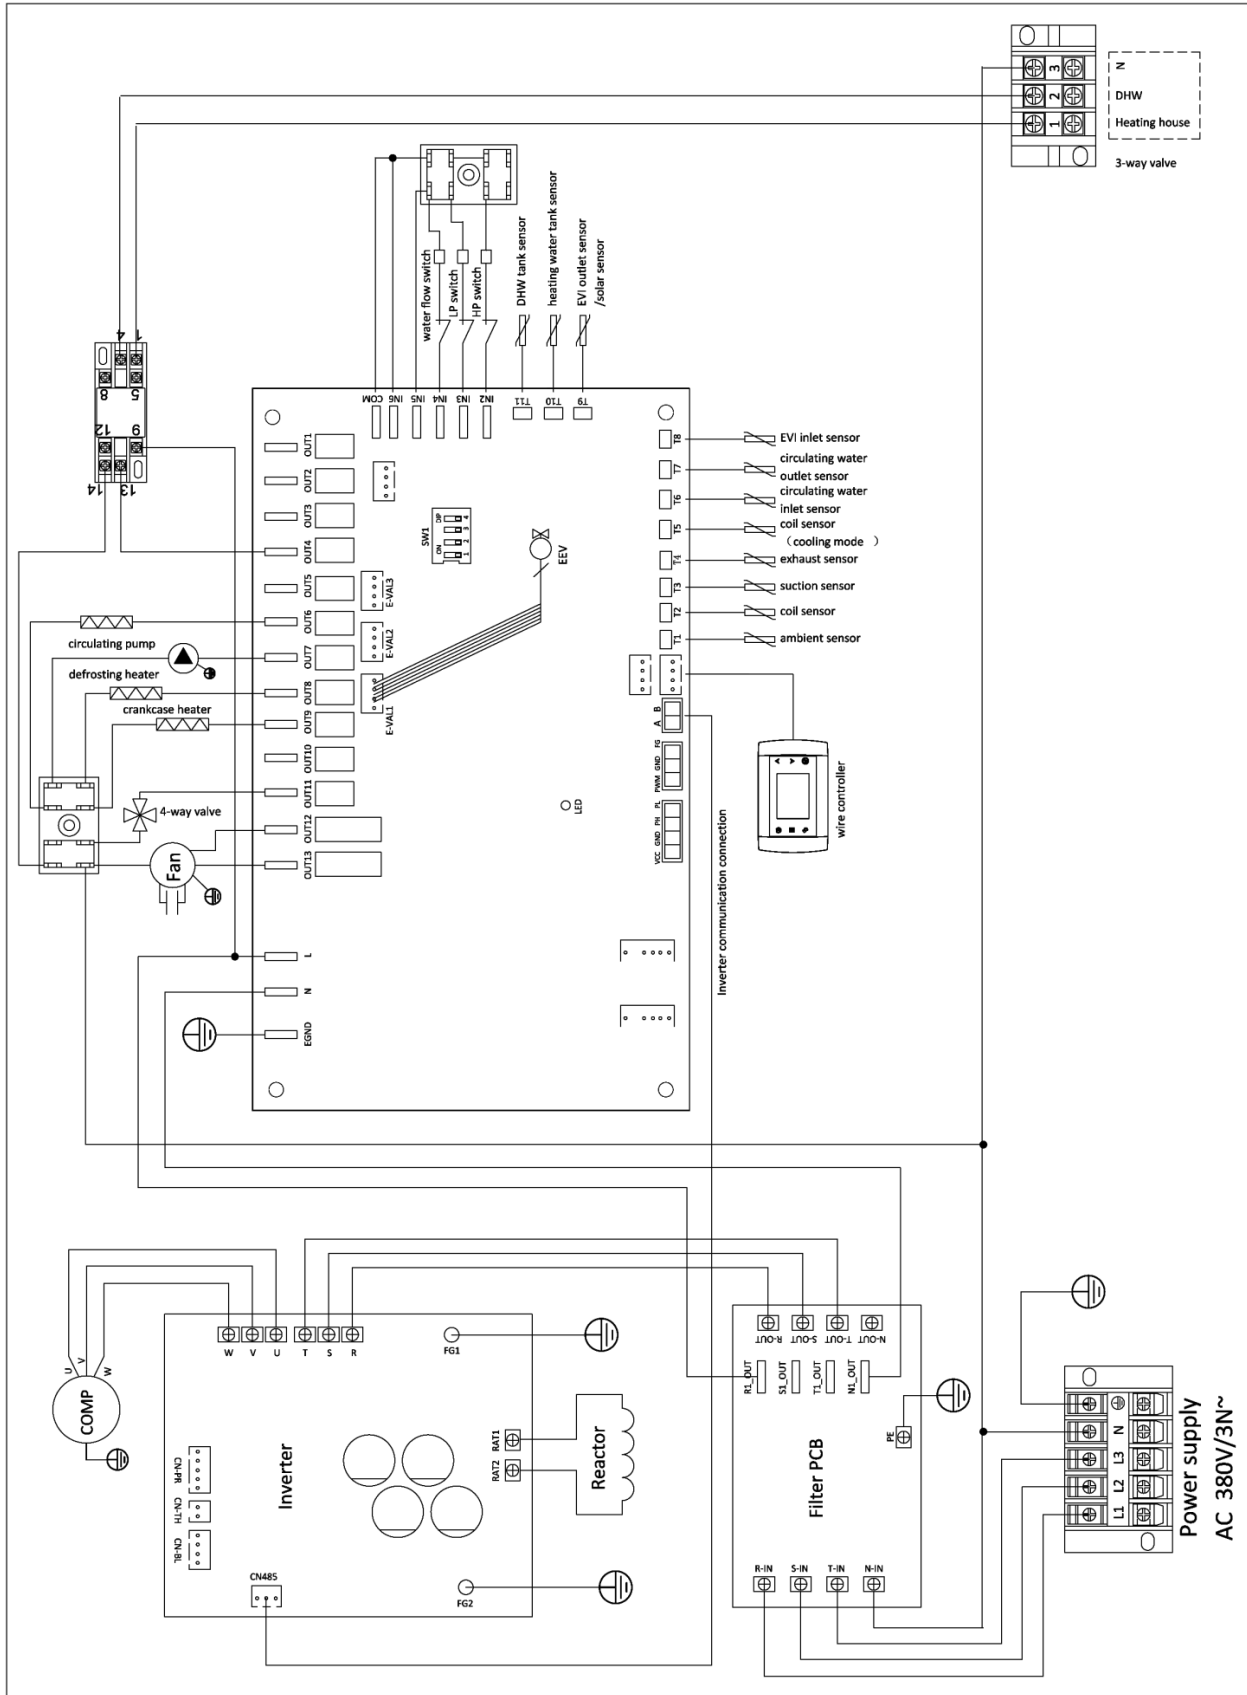 N
3
DHW
2
Heating house
1
3-way valve
4
1
8
5
12
9
14
13
water flow switch
LP switch
HP switch
DHW tank sensor
heating water tank sensor
EVI outlet sensor
/solar sensor
COM
IN6
IN5
IN4
IN3
IN2
T11
T10
T9
OUT1
OUT2
OUT3
OUT4
OUT5
OUT6
OUT7
OUT8
OUT9
OUT10
OUT11
OUT12
OUT13
L
N
EGND
SW1
ON
DIP
1
2
3
4
EEV
E-VAL3
E-VAL2
E-VAL1
LED
T8
EVI inlet sensor
T7
circulating water
outlet sensor
T6
circulating water
inlet sensor
T5
coil sensor
（cooling mode ）
T4
exhaust sensor
T3
suction sensor
T2
coil sensor
T1
ambient sensor
A B
PWM GND FG
VCC GND PH PL
wire controller
Inverter communication connection
circulating pump
defrosting heater
crankcase heater
4-way valve
Fan
COMP
U
V
W
W
V
U
T
S
R
FG1
RAT1
RAT2
Reactor
Inverter
CN-PR
CN-TH
CN-BL
CN485
FG2
R-OUT
S-OUT
T-OUT
N-OUT
R1_OUT
S1_OUT
T1_OUT
N1_OUT
PE
Filter PCB
R-IN
S-IN
T-IN
N-IN
N
L3
L2
L1
Power supply
AC 380V/3N~